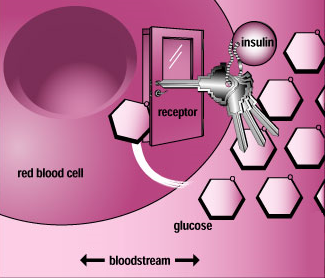 insulin
receptor
red blood cell
glucose
bloodstream